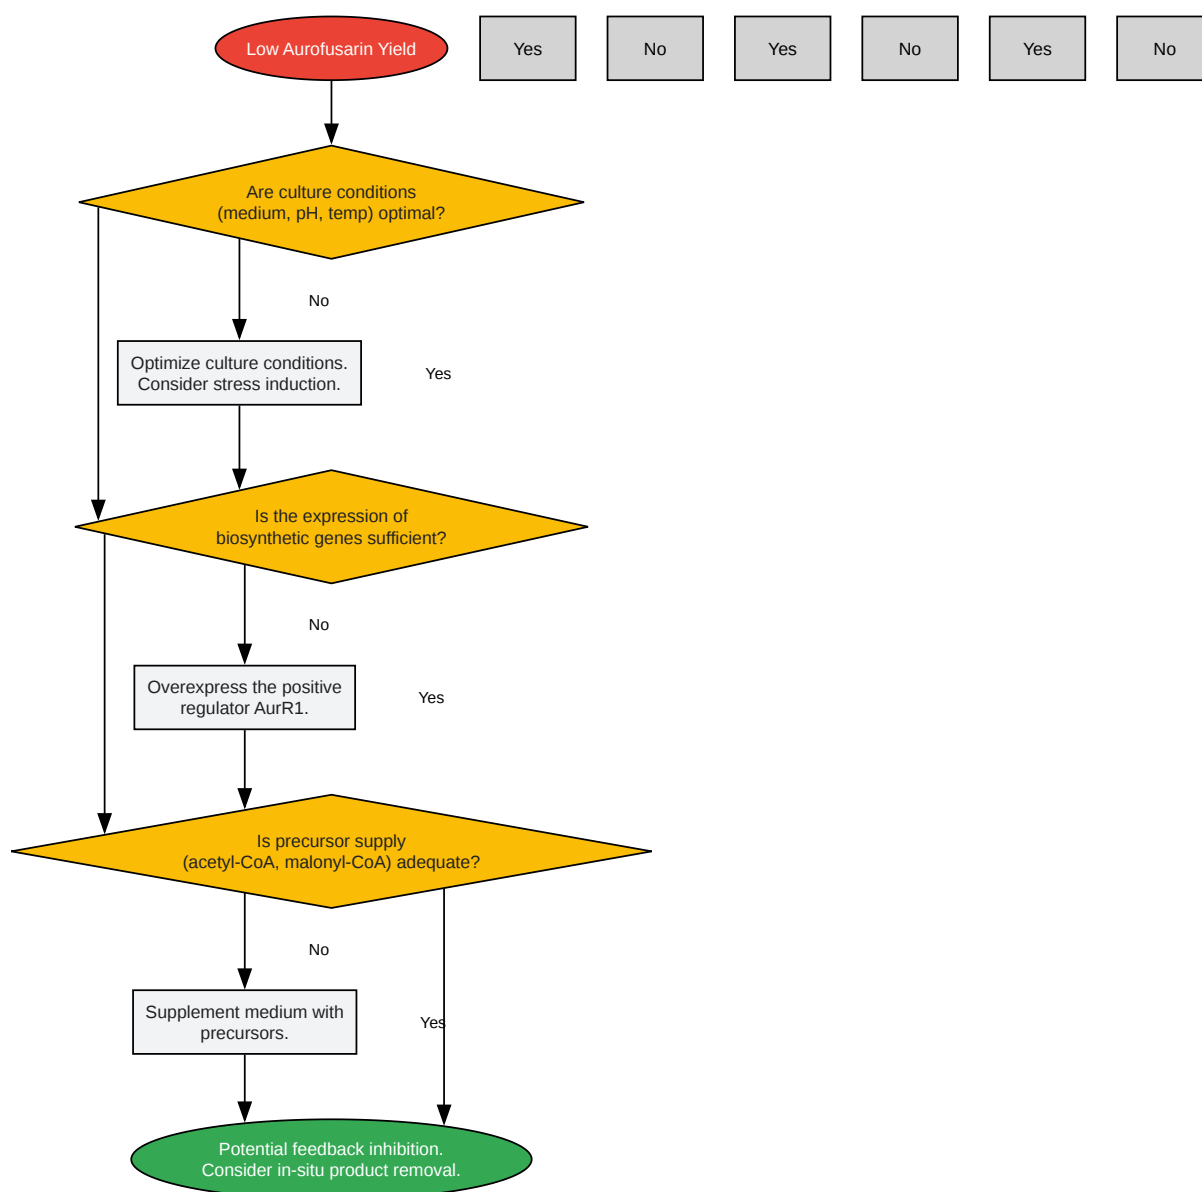 Low Aurofusarin Yield
Yes
No
Yes
No
Yes
No
Are culture conditions
(medium, pH, temp) optimal?
No
Optimize culture conditions.
Consider stress induction.
Yes
Is the expression of
biosynthetic genes sufficient?
No
Overexpress the positive
regulator AurR1.
Yes
Is precursor supply
(acetyl-CoA, malonyl-CoA) adequate?
No
Supplement medium with
precursors.
Yes
Potential feedback inhibition.
Consider in-situ product removal.